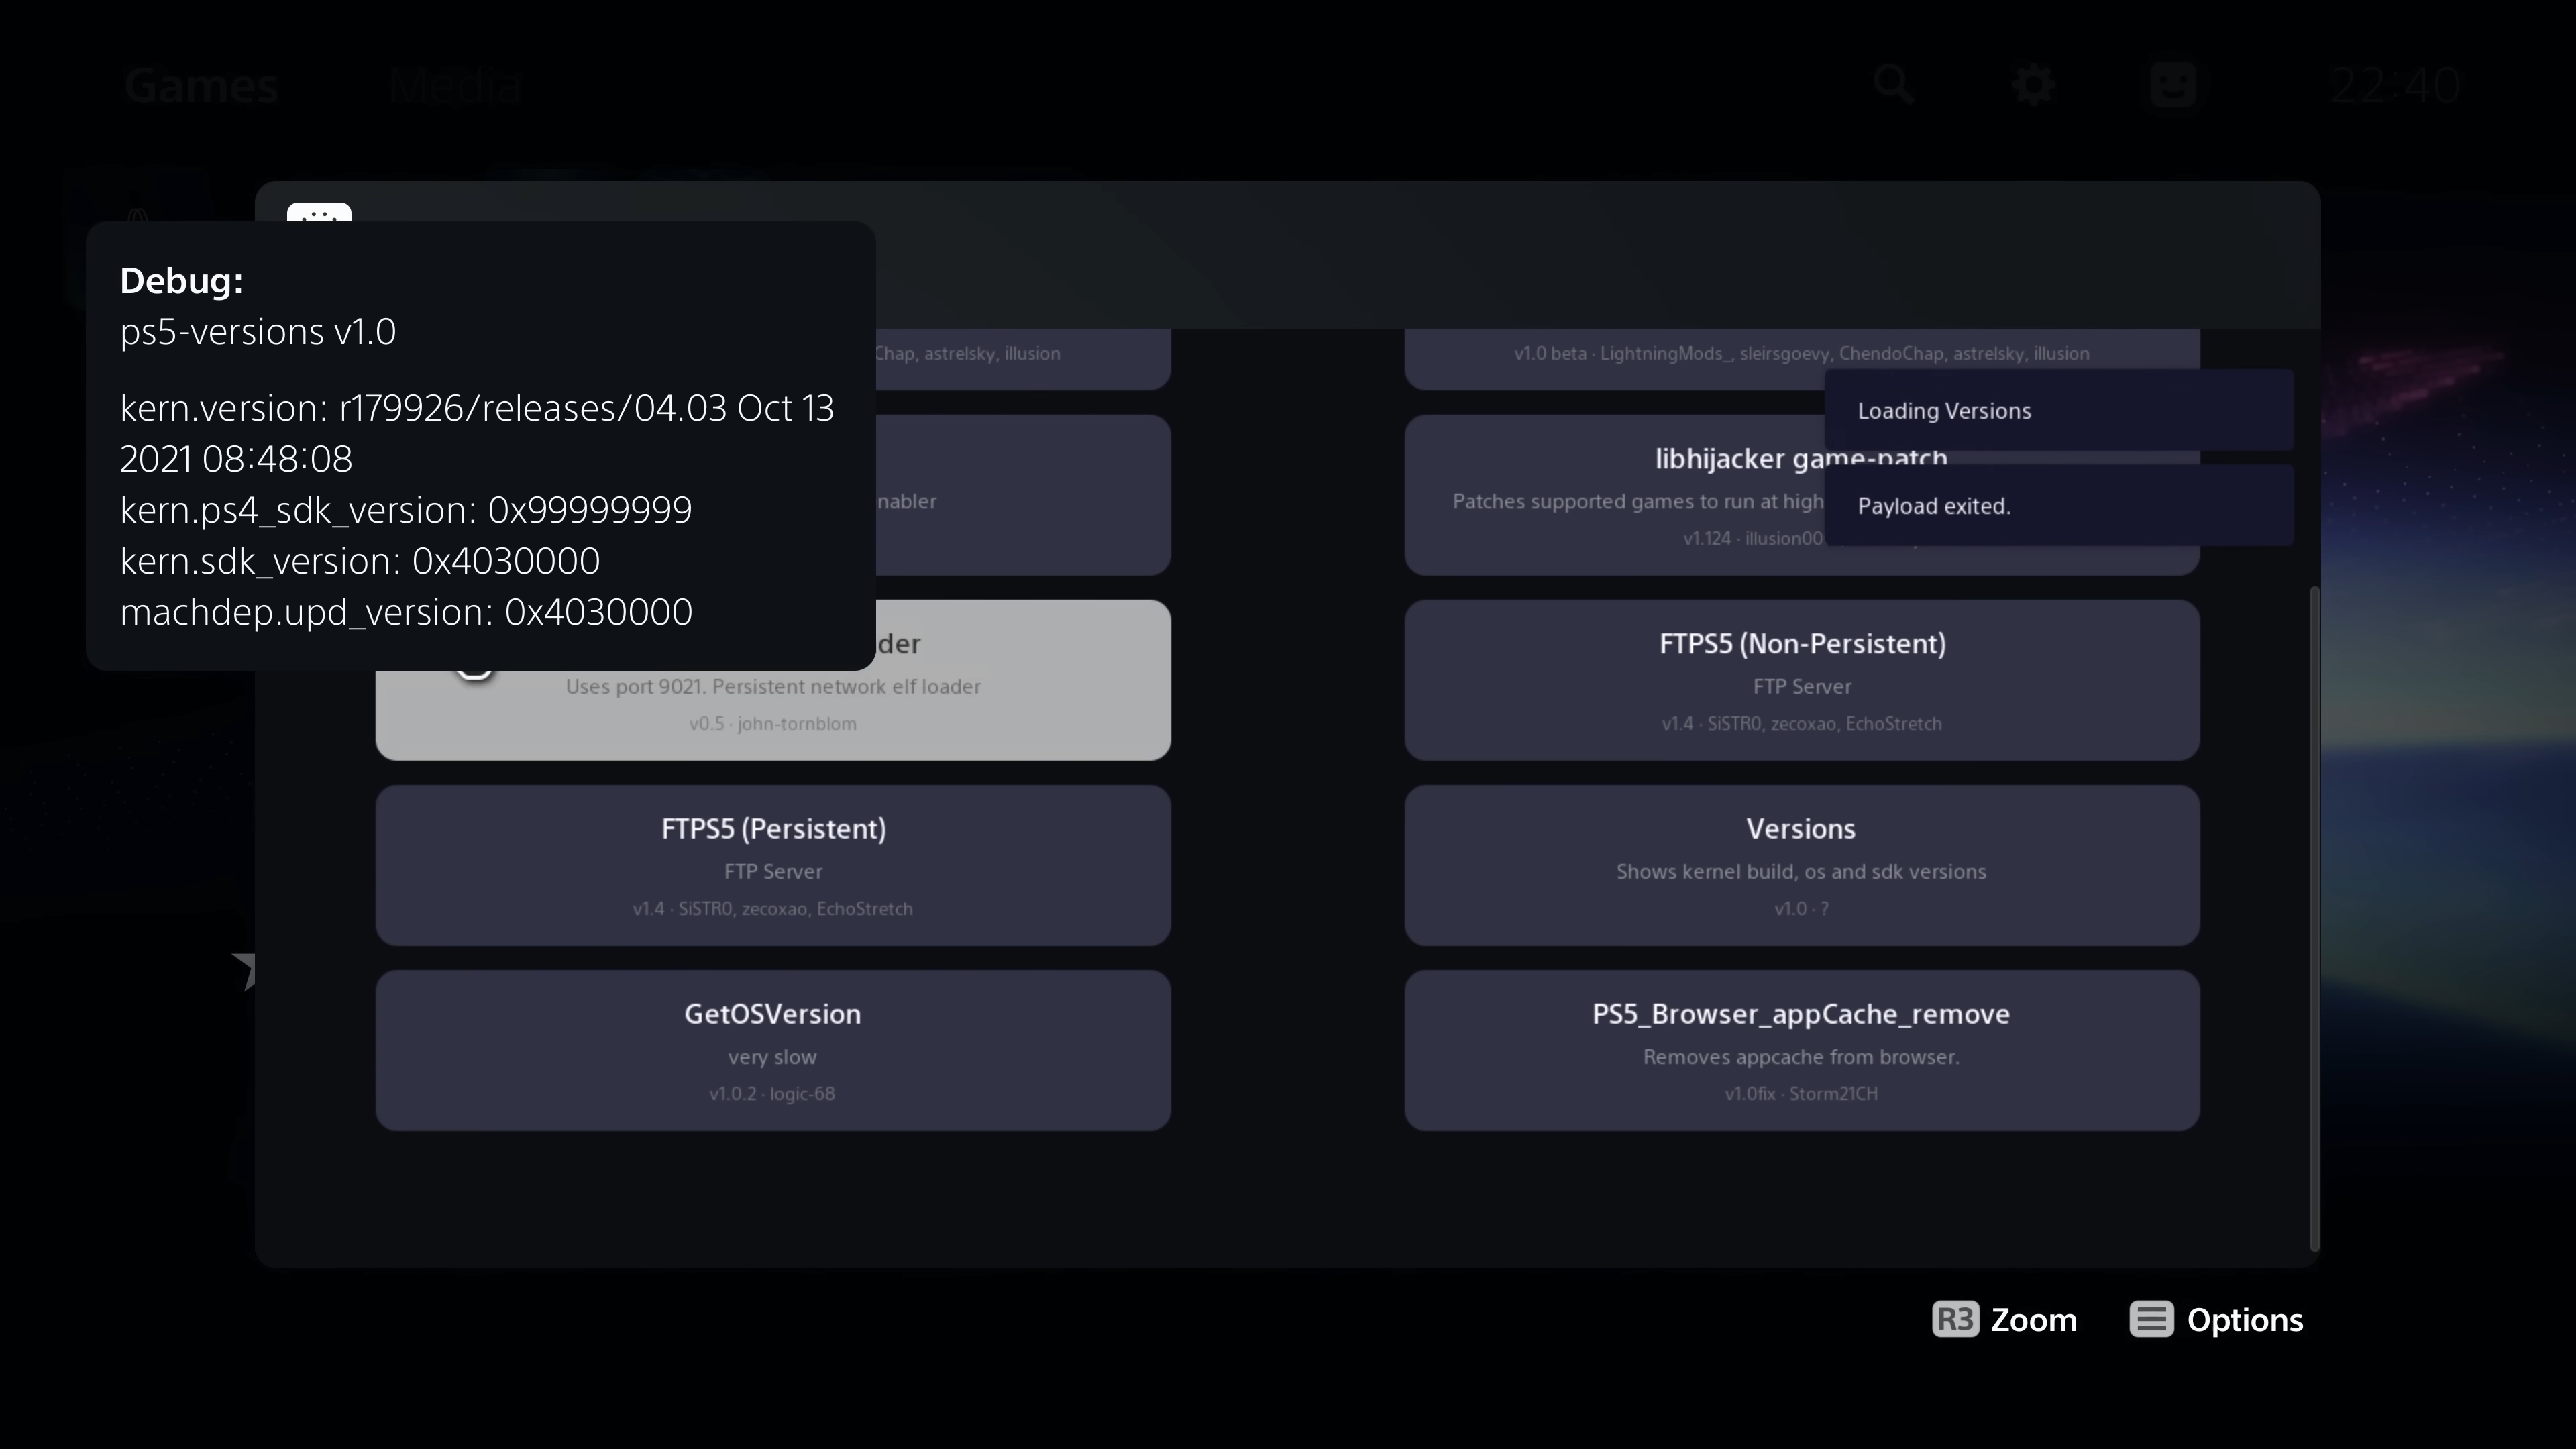 Games
Media
22:40
Debug:
ps5-versions v1.0
kern.version: r179926/releases/04.03 Oct 13
2021 08:48:08
kern.ps4_sdk_version: 0x99999999
kern.sdk_version: 0x4030000
machdep.upd_version: 0x4030000
Chap, astrelsky, illusion
v1.0 beta · LightningMods_, sleirsgoevy, ChendoChap, astrelsky, illusion
Loading Versions
Payload exited.
nabler
libhijacker game-patch
Patches supported games to run at high
v1.124 · illusion00
der
Uses port 9021. Persistent network elf loader
v0.5 · john-tornblom
FTPS5 (Non-Persistent)
FTP Server
v1.4 · SiSTR0, zecoxao, EchoStretch
FTPS5 (Persistent)
FTP Server
v1.4 · SiSTR0, zecoxao, EchoStretch
Versions
Shows kernel build, os and sdk versions
v1.0 · ?
GetOSVersion
very slow
v1.0.2 · logic-68
PS5_Browser_appCache_remove
Removes appcache from browser.
v1.0fix · Storm21CH
R3 Zoom
Options